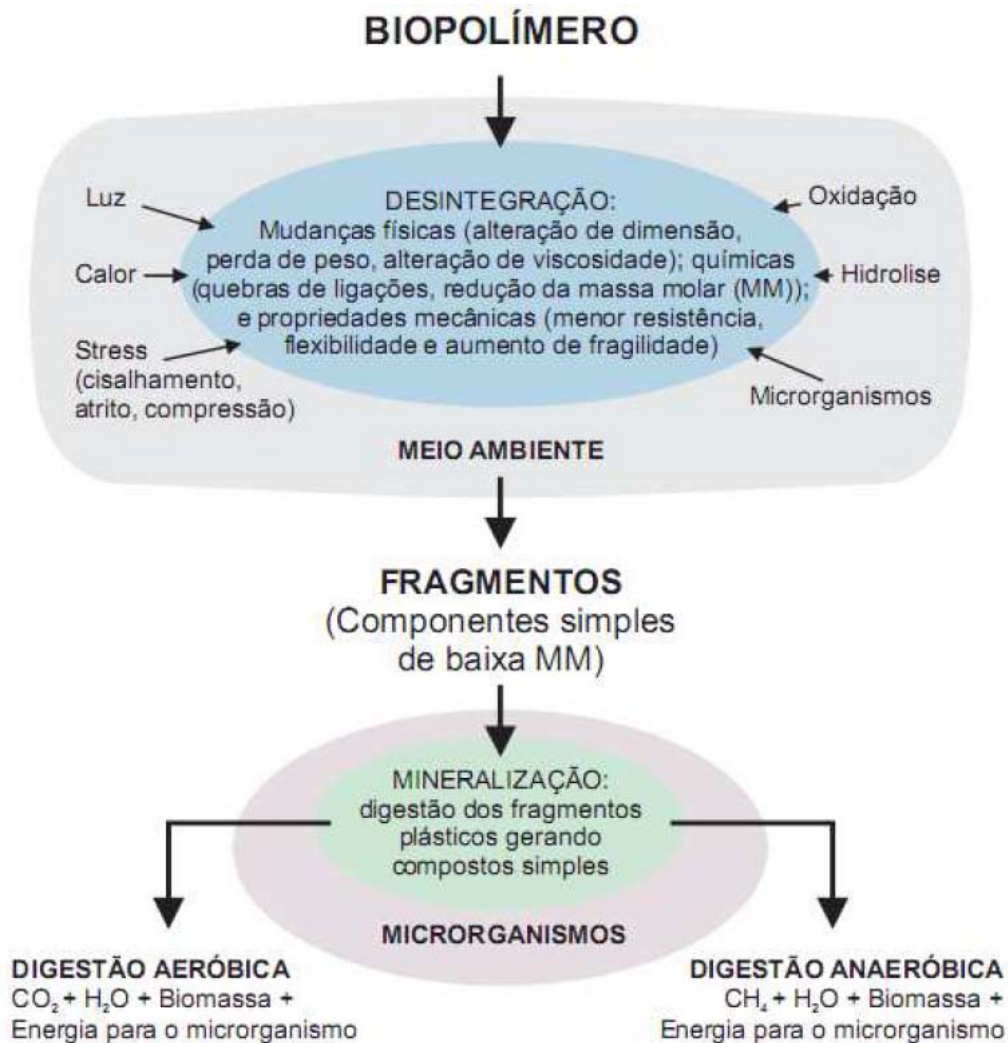 BIOPOLÍMERO
Luz
Calor
Stress
(cisalhamento,
atrito, compressão)
DESINTEGRAÇÃO:
Mudanças físicas (alteração de dimensão,
perda de peso, alteração de viscosidade); químicas
(quebras de ligações, redução da massa molar (MM));
e propriedades mecânicas (menor resistência,
flexibilidade e aumento de fragilidade)
Oxidação
Hidrolise
Microrganismos
MEIO AMBIENTE
FRAGMENTOS
(Componentes simples
de baixa MM)
MINERALIZAÇÃO:
digestão dos fragmentos
plásticos gerando
compostos simples
MICRORGANISMOS
DIGESTÃO AERÓBICA
CO₂ + H₂O + Biomassa +
Energia para o microrganismo
DIGESTÃO ANAERÓBICA
CH₄ + H₂O + Biomassa +
Energia para o microrganismo